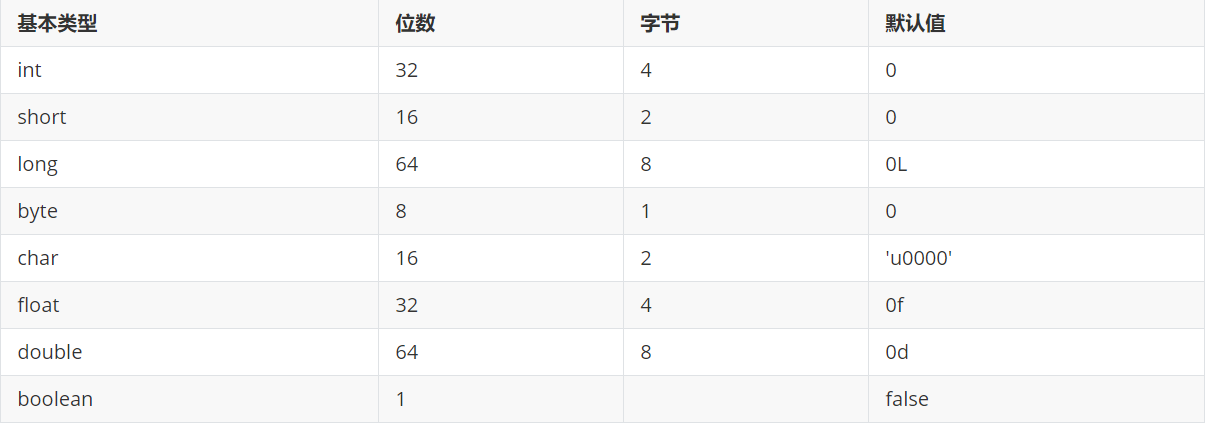 基本类型 位数 字节 默认值
int 32 4 0
short 16 2 0
long 64 8 0L
byte 8 1 0
char 16 2 'u0000'
float 32 4 0f
double 64 8 0d
boolean 1 false